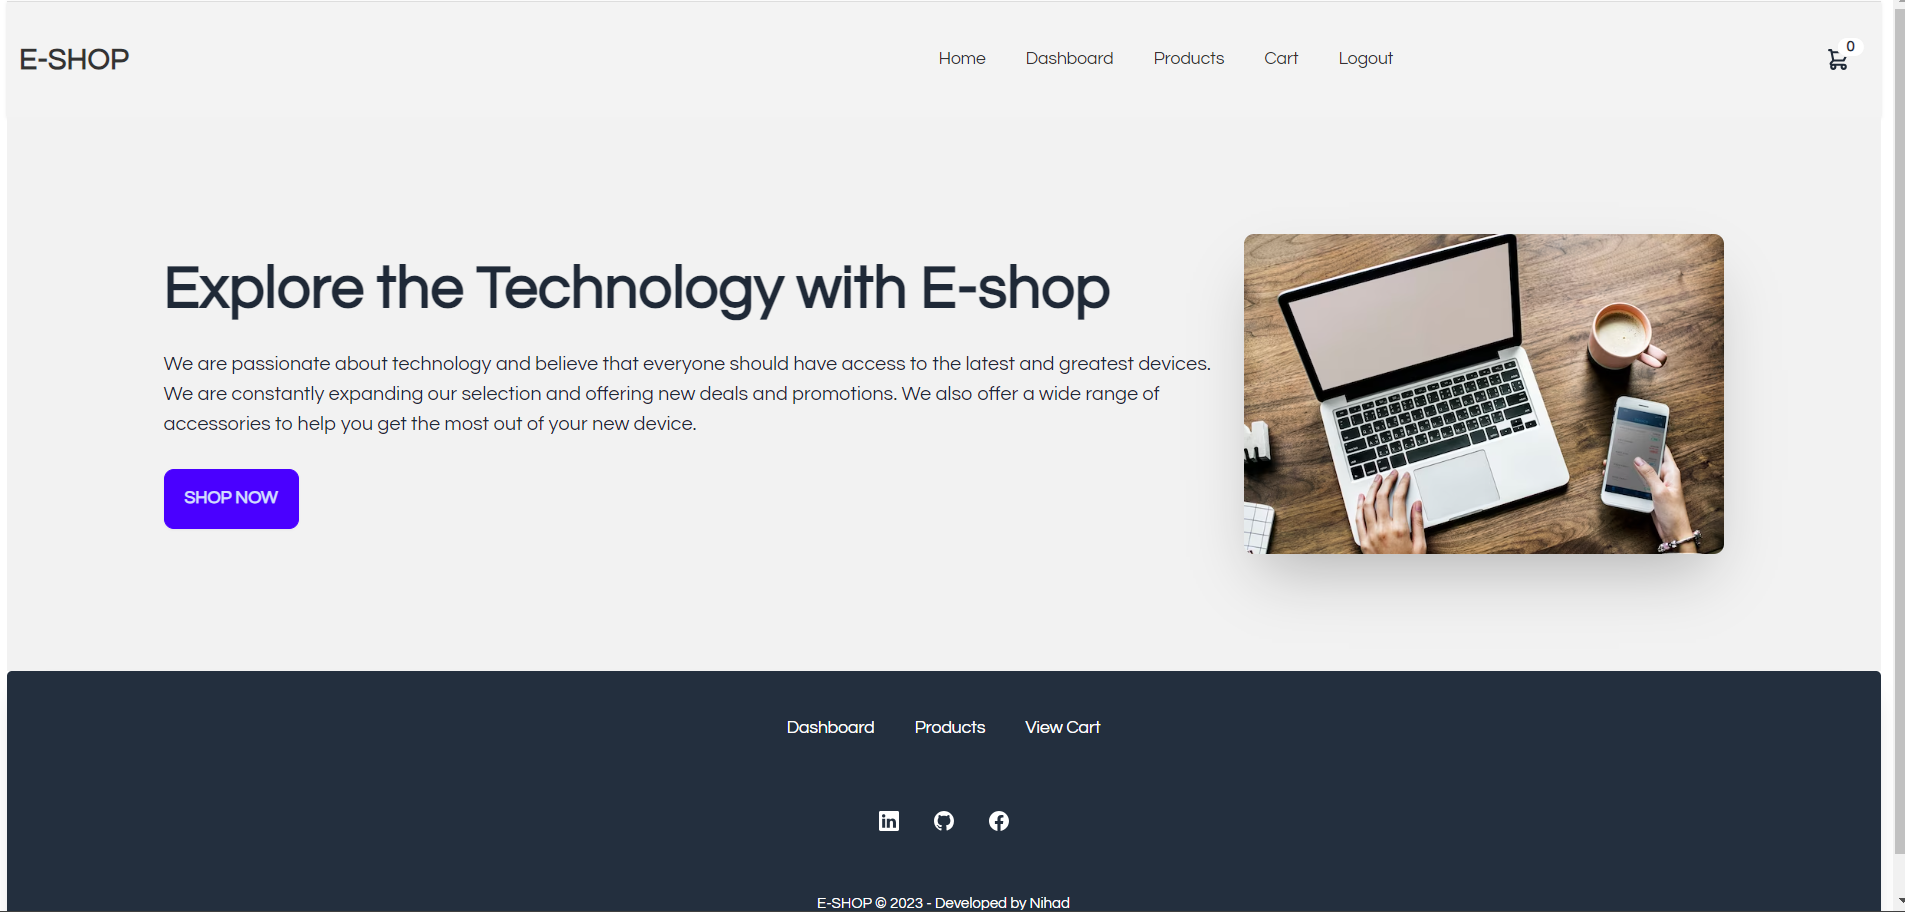 E-SHOP
Home
Dashboard
Products
Cart
Logout
0
Explore the Technology with E-shop
We are passionate about technology and believe that everyone should have access to the latest and greatest devices.
We are constantly expanding our selection and offering new deals and promotions. We also offer a wide range of
accessories to help you get the most out of your new device.
SHOP NOW
Dashboard
Products
View Cart
in
E-SHOP © 2023 - Developed by Nihad